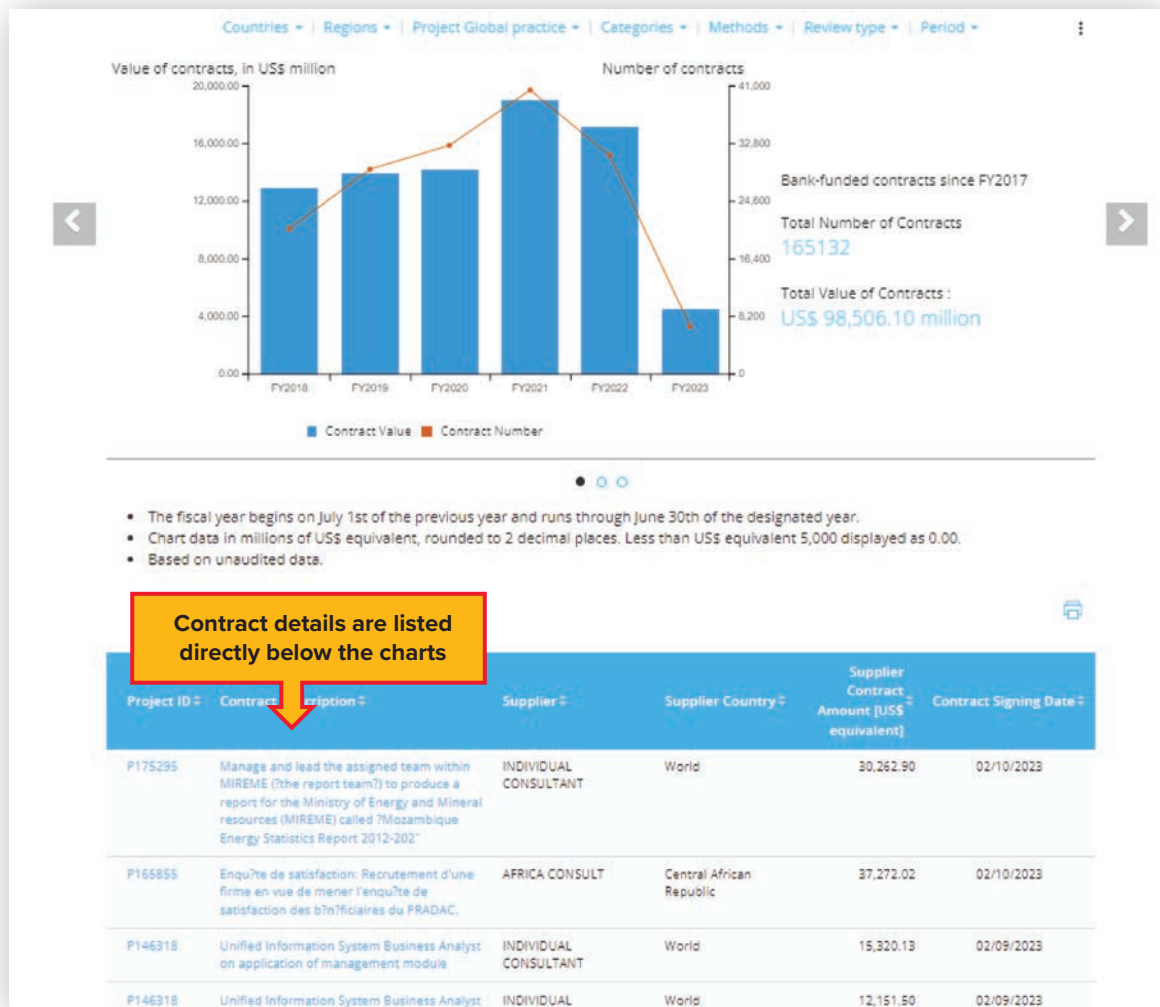 Countries | Regions | Project Global practice | Categories | Methods | Review type | Period
Value of contracts, in US$ million
Number of contracts
20,000.00
16,000.00
12,000.00
8,000.00
4,000.00
0.00
41,000
32,800
24,600
16,400
8,200
0
FY2018 FY2019 FY2020 FY2021 FY2022 FY2023
Contract Value Contract Number
Bank-funded contracts since FY2017
Total Number of Contracts
165132
Total Value of Contracts :
US$ 98,506.10 million
• The fiscal year begins on July 1st of the previous year and runs through June 30th of the designated year.
• Chart data in millions of US$ equivalent, rounded to 2 decimal places. Less than US$ equivalent 5,000 displayed as 0.00.
• Based on unaudited data.
Contract details are listed
directly below the charts
Project ID
Contract
cription
Supplier
Supplier Country
Supplier
Contract
Amount [US$
equivalent]
Contract Signing Date
P175295
Manage and lead the assigned team within
MIREME (?the report team?) to produce a
report for the Ministry of Energy and Mineral
resources (MIREME) called ?Mozambique
Energy Statistics Report 2012-202"
INDIVIDUAL
CONSULTANT
World
30,262.90
02/10/2023
P165855
Enqu?te de satisfaction: Recrutement d'une
firme en vue de mener l'enqu?te de
satisfaction des b?n?ficiaires du PRADAC.
AFRICA CONSULT
Central African
Republic
37,272.02
02/10/2023
P146318
Unified Information System Business Analyst
on application of management module
INDIVIDUAL
CONSULTANT
World
15,320.13
02/09/2023
P146318
Unified Information System Business Analyst
INDIVIDUAL
World
12,151.50
02/09/2023